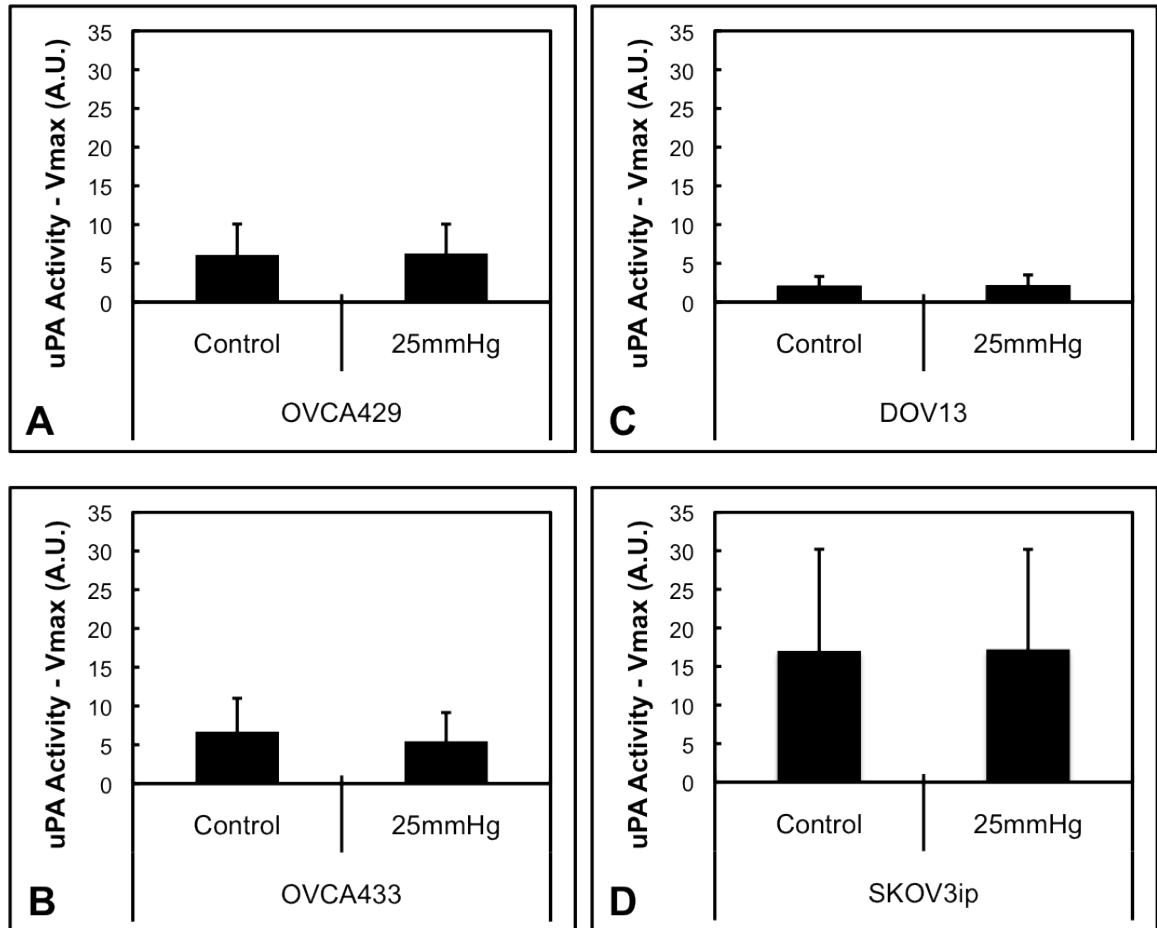 uPA Activity - Vmax (A.U.)
35
30
25
20
15
10
5
0
Control 25mmHg
OVCA429
A
uPA Activity - Vmax (A.U.)
35
30
25
20
15
10
5
0
Control 25mmHg
OVCA433
B
uPA Activity - Vmax (A.U.)
35
30
25
20
15
10
5
0
Control 25mmHg
DOV13
C
uPA Activity - Vmax (A.U.)
35
30
25
20
15
10
5
0
Control 25mmHg
SKOV3ip
D